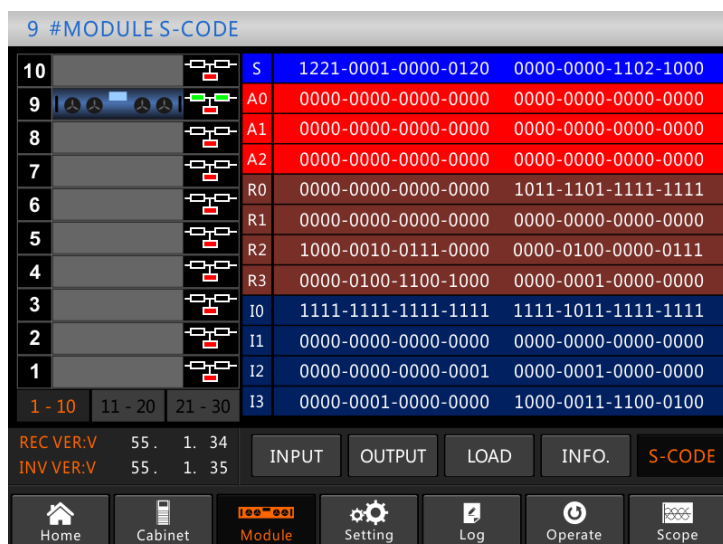 9 #MODULE S-CODE
10
9
8
7
6
5
4
3
2
1
1 - 10 11 - 20 21 - 30
S 1221-0001-0000-0120 0000-0000-1102-1000
A0 0000-0000-0000-0000 0000-0000-0000-0000
A1 0000-0000-0000-0000 0000-0000-0000-0000
A2 0000-0000-0000-0000 0000-0000-0000-0000
R0 0000-0000-0000-0000 1011-1101-1111-1111
R1 0000-0000-0000-0000 0000-0000-0000-0000
R2 1000-0010-0111-0000 0000-0100-0000-0111
R3 0000-0100-1100-1000 0000-0001-0000-0000
I0 1111-1111-1111-1111 1111-1011-1111-1111
I1 0000-0000-0000-0000 0000-0000-0000-0000
I2 0000-0000-0000-0001 0000-0001-0000-0000
I3 0000-0001-0000-0000 1000-0011-1100-0100
REC VER:V 55. 1. 34
INV VER:V 55. 1. 35
INPUT OUTPUT LOAD INFO. S-CODE
Home Cabinet Module Setting Log Operate Scope